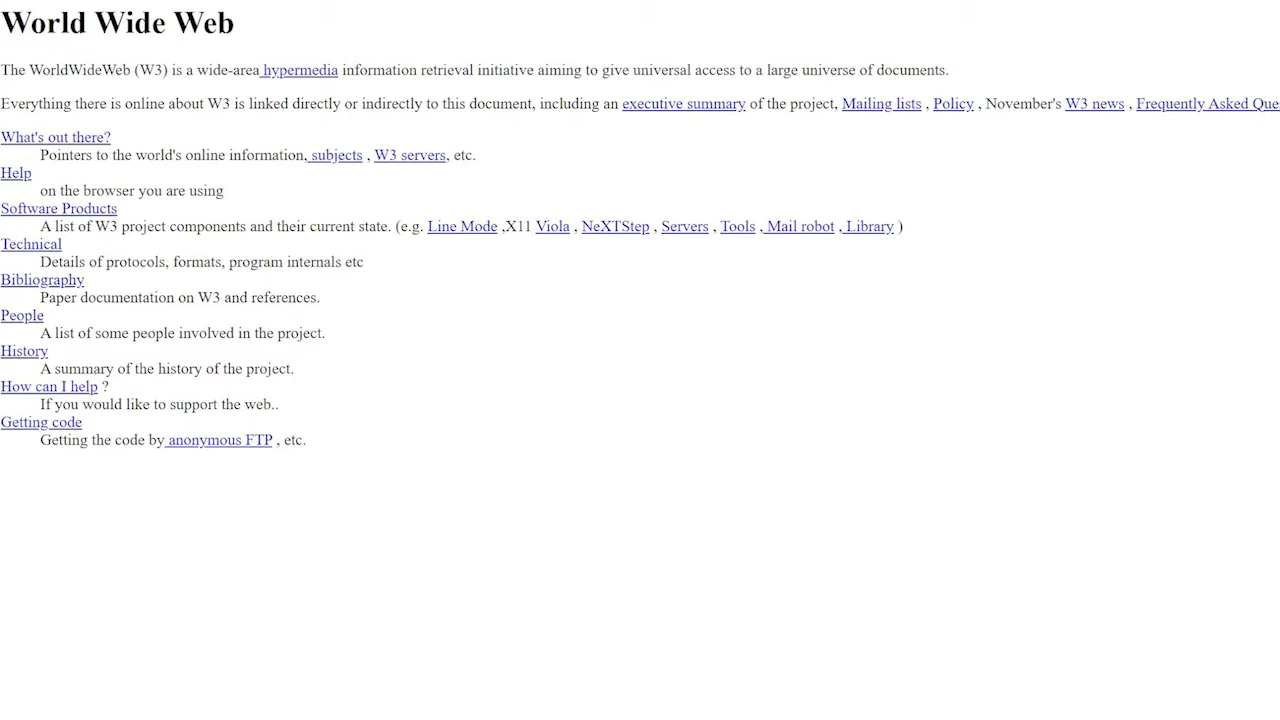 World Wide Web
The WorldWideWeb (W3) is a wide-area hypermedia information retrieval initiative aiming to give universal access to a large universe of documents.
Everything there is online about W3 is linked directly or indirectly to this document, including an executive summary of the project, Mailing lists , Policy , November's W3 news , Frequently Asked Que
What's out there?
Pointers to the world's online information, subjects , W3 servers, etc.
Help
on the browser you are using
Software Products
A list of W3 project components and their current state. (e.g. Line Mode ,X11 Viola , NeXTStep , Servers , Tools , Mail robot , Library )
Technical
Details of protocols, formats, program internals etc
Bibliography
Paper documentation on W3 and references.
People
A list of some people involved in the project.
History
A summary of the history of the project.
How can I help ?
If you would like to support the web..
Getting code
Getting the code by anonymous FTP , etc.